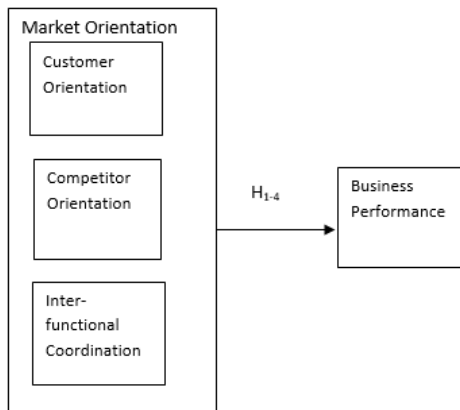 Market Orientation
Customer
Orientation
Competitor
Orientation
Inter-
functional
Coordination
H1-4
Business
Performance